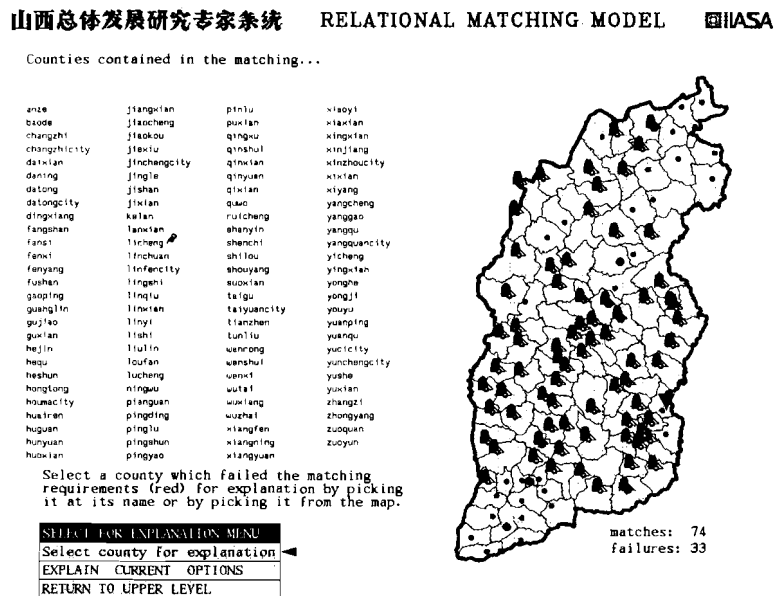 山西总体发展研究专家系统 RELATIONAL MATCHING MODEL IIASA
Counties contained in the matching...
anze
baode
changzhi
changzhicity
daixian
daning
datong
datongcity
dingxiang
fangshan
fansi
fenxi
fenyang
fushan
gaoping
guanglin
gujiao
guxian
hejin
hequ
heshun
hongtong
houmacity
huairen
huguan
hunyuan
huoxian
jiangxian
jiaocheng
jiaokou
jiexiu
jinchengcity
jingle
jishan
jixian
kelan
lanxian
licheng
linchuan
linfencity
lingshi
linqiu
linxian
linyi
lishi
liulin
loufan
lucheng
ningwu
pianguan
pingding
pinglu
pingshun
pingyao
pinlu
puxian
qingxu
qinshui
qinxian
qinyuan
qixian
quwo
ruicheng
shanyin
shenchi
shilou
shouyang
suoxian
taigu
taiyuancity
tianzhen
tunliu
wanrong
wenshui
wenxi
wutai
wuxiang
wuzhai
xiangfen
xiangning
xiangyuan
xiaoyi
xiaxian
xingxian
xinjiang
xinzhoucity
xixian
xiyang
yangcheng
yanggao
yangqu
yangquancity
yicheng
yingxian
yonghe
yongji
youyu
yuanping
yuanqu
yucicity
yunchengcity
yushe
yuxian
zhangzi
zhongyang
zuoquan
zuoyun
Select a county which failed the matching
requirements (red) for explanation by picking
it at its name or by picking it from the map.
SELECT FOR EXPLANATION MENU
Select county for explanation
EXPLAIN CURRENT OPTIONS
RETURN TO UPPER LEVEL
matches: 74
failures: 33